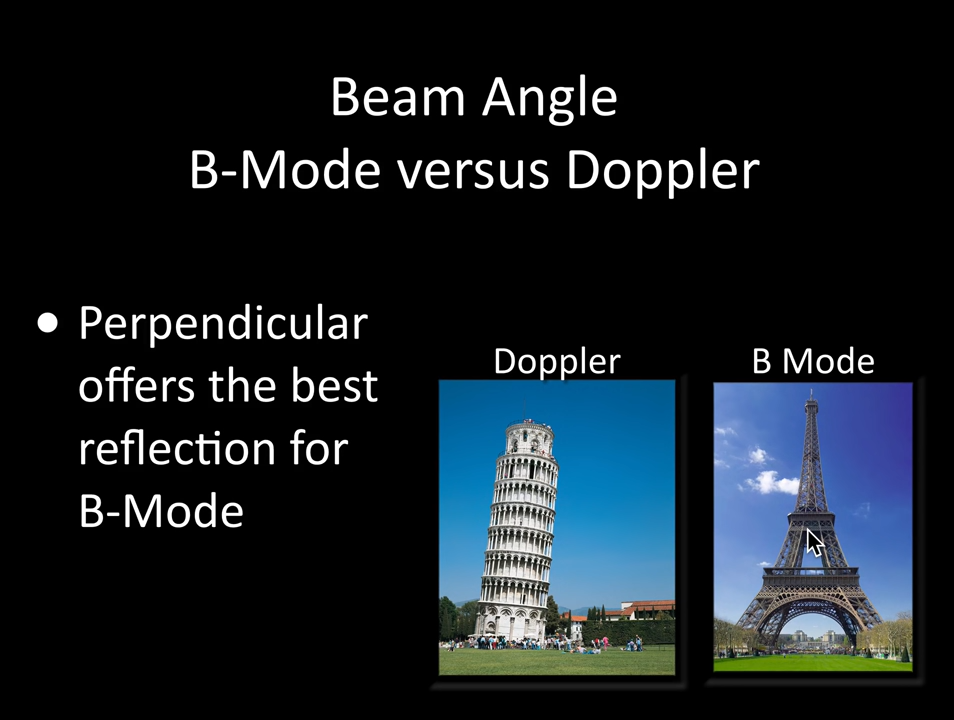 Beam Angle
B-Mode versus Doppler
• Perpendicular
offers the best
reflection for
B-Mode
Doppler
B Mode